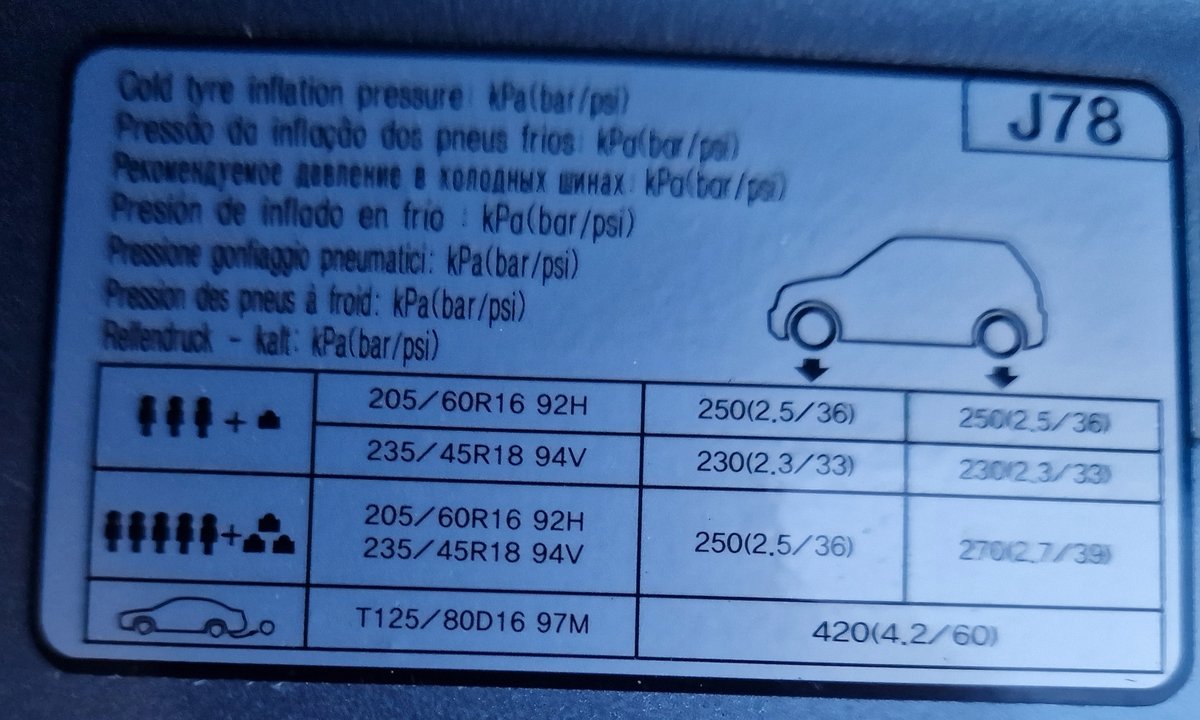 Cold tyre inflation pressure: kPa(bar/psi)
J78
Pressão da inflação dos pneus frios: kPa(bar/psi)
Рекомендуемое давление в холодных шинах: kPa(bar/psi)
Presión de inflado en frio : kPa(bar/psi)
Pressione gonfiaggio pneumatici: kPa(bar/psi)
Pression des pneus à froid: kPa(bar/psi)
Reifendruck - kalt: kPa(bar/psi)
+ 205/60R16 92H 250(2.5/36) 250(2.5/36)
235/45R18 94V 230(2.3/33) 230(2.3/33)
+ 205/60R16 92H
235/45R18 94V 250(2.5/36) 270(2.7/39)
T125/80D16 97M 420(4.2/60)